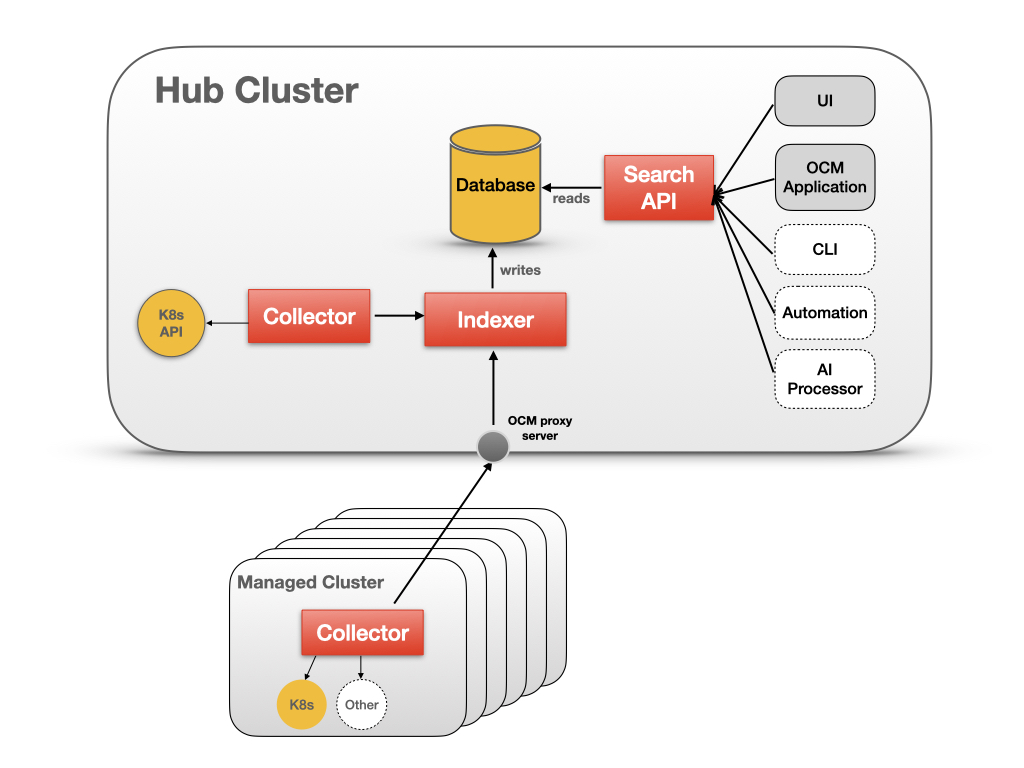 Hub Cluster
UI
OCM
Application
CLI
Automation
AI
Processor
Search
API
reads
Database
writes
K8s
API
Collector
Indexer
OCM proxy
server
Managed Cluster
Collector
K8s
Other